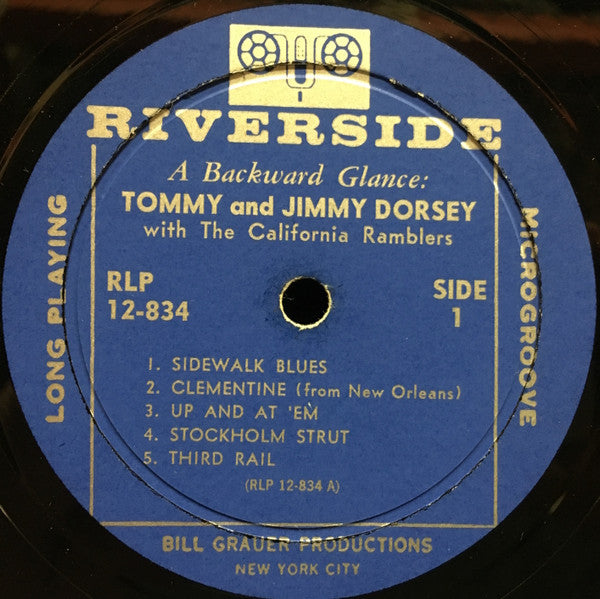 RIVERSIDE
A Backward Glance:
TOMMY and JIMMY DORSEY
with The California Ramblers
LONG PLAYING
MICROGROOVE
RLP
12-834
SIDE
1
1. SIDEWALK BLUES
2. CLEMENTINE (from New Orleans)
3. UP AND AT 'EM
4. STOCKHOLM STRUT
5. THIRD RAIL
(RLP 12-834 A)
BILL GRAUER PRODUCTIONS
NEW YORK CITY